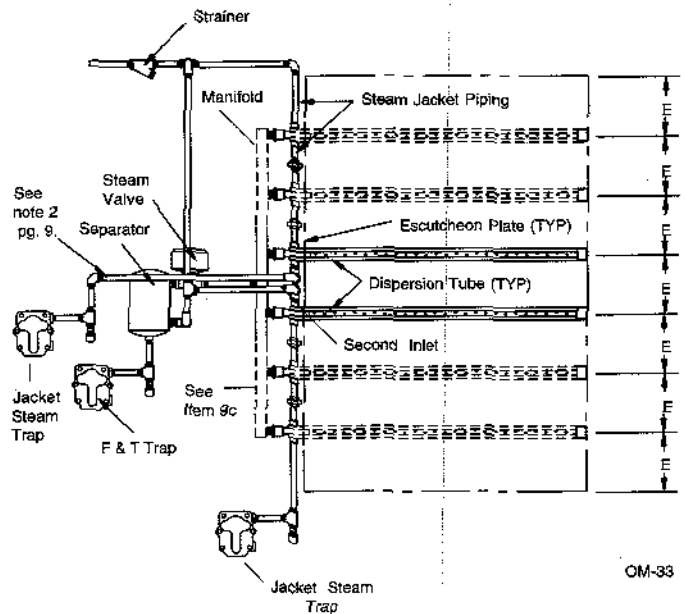 Strainer
Manifold
Steam Jacket Piping
E
E
See
note 2
pg. 9.
Steam
Valve
Separator
Escutcheon Plate (TYP)
E
Dispersion Tube (TYP)
E
Second Inlet
Jacket
Steam
Trap
F & T Trap
See
Item 9c
E
E
E
Jacket Steam
Trap
OM-33